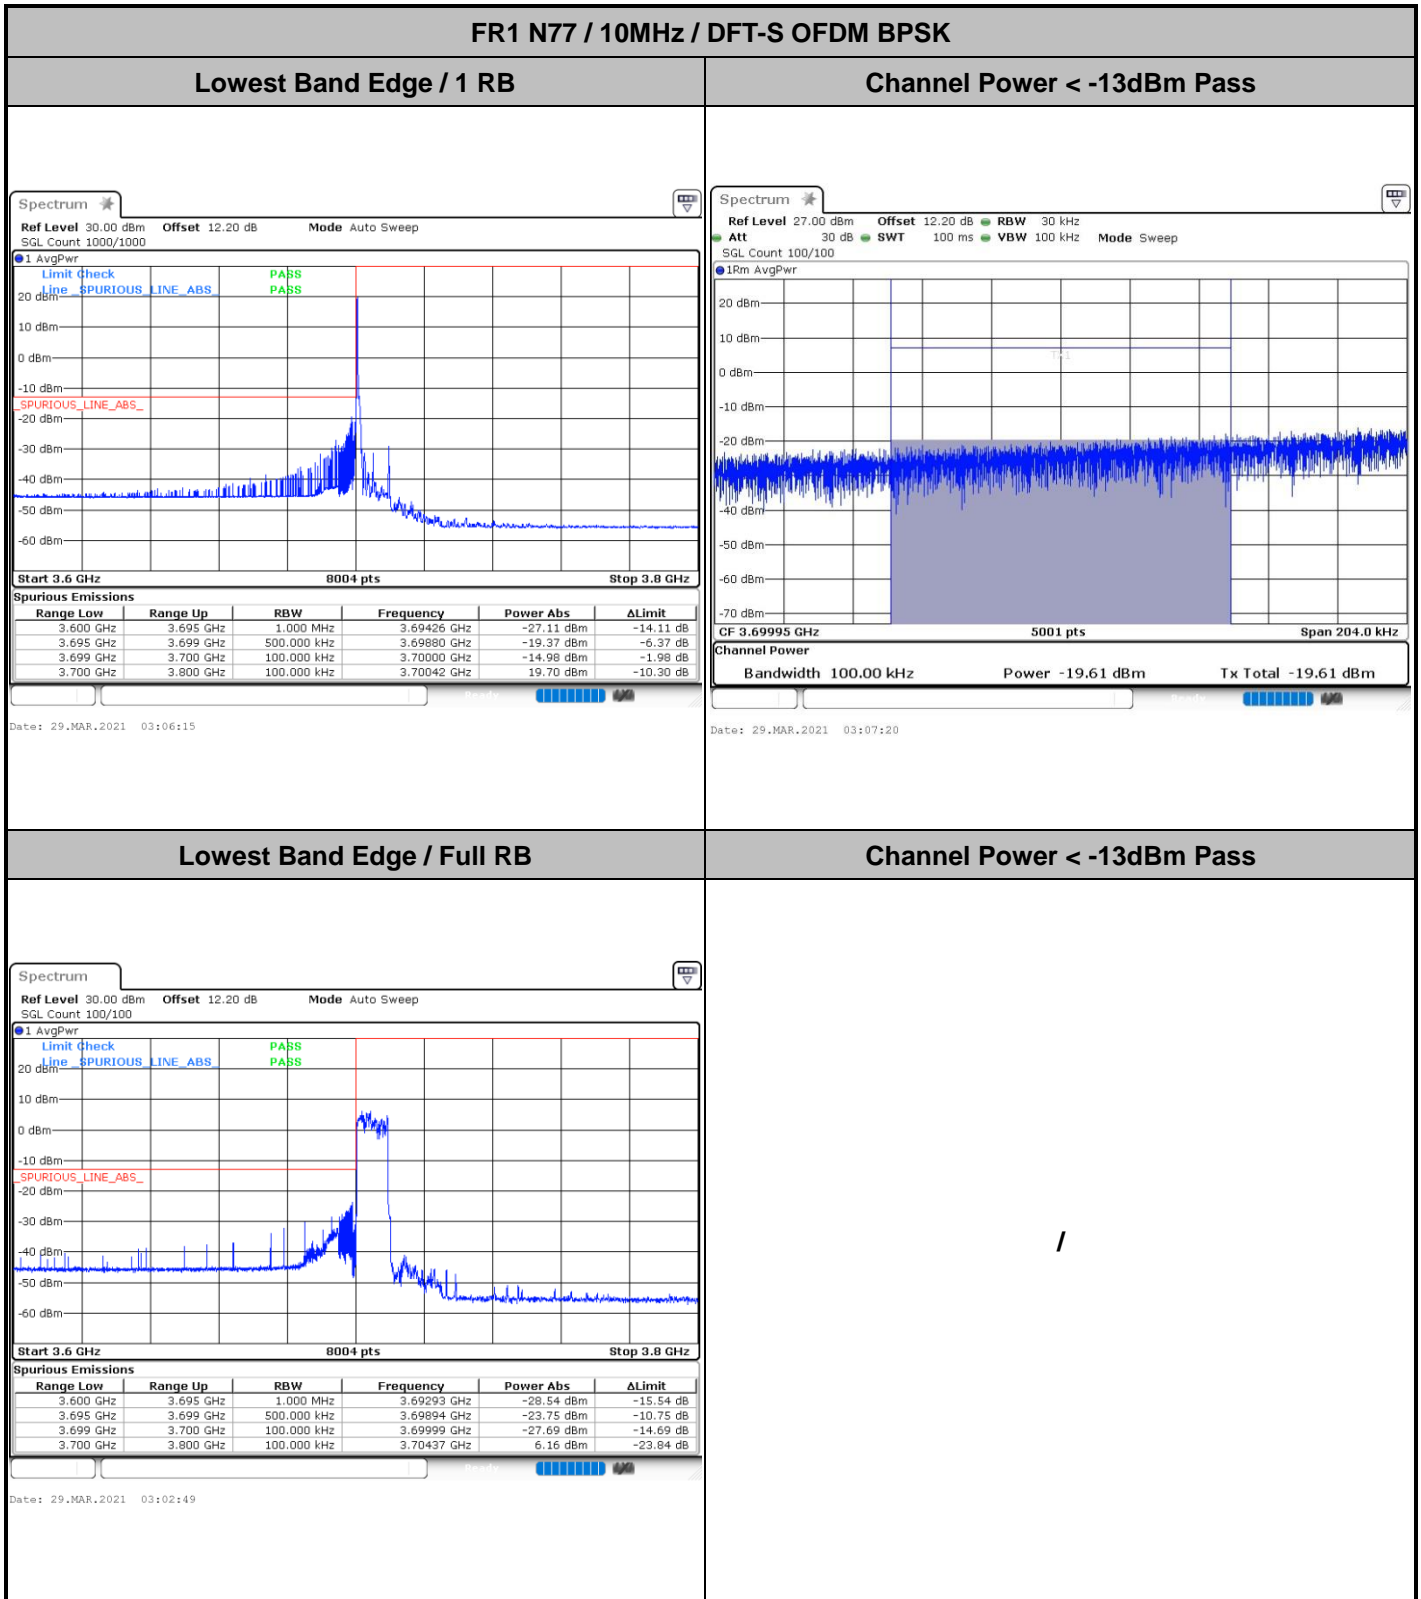 FR1 N77 / 10MHz / DFT-S OFDM BPSK
Lowest Band Edge / 1 RB
Channel Power < -13dBm Pass
Spectrum
Ref Level 30.00 dBm Offset 12.20 dB Mode Auto Sweep
SGL Count 1000/1000
1 AvgPwr
Limit Check PASS
Line _SPURIOUS_LINE_ABS_ PASS
20 dBm
10 dBm
0 dBm
-10 dBm
_SPURIOUS_LINE_ABS_
-20 dBm
-30 dBm
-40 dBm
-50 dBm
-60 dBm
Start 3.6 GHz 8004 pts Stop 3.8 GHz
Spurious Emissions
Range Low Range Up RBW Frequency Power Abs ΔLimit
3.600 GHz 3.695 GHz 1.000 MHz 3.69426 GHz -27.11 dBm -14.11 dB
3.695 GHz 3.699 GHz 500.000 kHz 3.69880 GHz -19.37 dBm -6.37 dB
3.699 GHz 3.700 GHz 100.000 kHz 3.70000 GHz -14.98 dBm -1.98 dB
3.700 GHz 3.800 GHz 100.000 kHz 3.70042 GHz 19.70 dBm -10.30 dB
Date: 29.MAR.2021 03:06:15
Spectrum
Ref Level 27.00 dBm Offset 12.20 dB RBW 30 kHz
Att 30 dB SWT 100 ms VBW 100 kHz Mode Sweep
SGL Count 100/100
1Rm AvgPwr
20 dBm
10 dBm
0 dBm
-10 dBm
-20 dBm
-40 dBm
-50 dBm
-60 dBm
-70 dBm
CF 3.69995 GHz 5001 pts Span 204.0 kHz
Channel Power
Bandwidth 100.00 kHz Power -19.61 dBm Tx Total -19.61 dBm
Date: 29.MAR.2021 03:07:20
Lowest Band Edge / Full RB
Channel Power < -13dBm Pass
Spectrum
Ref Level 30.00 dBm Offset 12.20 dB Mode Auto Sweep
SGL Count 100/100
1 AvgPwr
Limit Check PASS
Line _SPURIOUS_LINE_ABS_ PASS
20 dBm
10 dBm
0 dBm
-10 dBm
_SPURIOUS_LINE_ABS_
-20 dBm
-30 dBm
-40 dBm
-50 dBm
-60 dBm
Start 3.6 GHz 8004 pts Stop 3.8 GHz
Spurious Emissions
Range Low Range Up RBW Frequency Power Abs ΔLimit
3.600 GHz 3.695 GHz 1.000 MHz 3.69293 GHz -28.54 dBm -15.54 dB
3.695 GHz 3.699 GHz 500.000 kHz 3.69894 GHz -23.75 dBm -10.75 dB
3.699 GHz 3.700 GHz 100.000 kHz 3.69999 GHz -27.69 dBm -14.69 dB
3.700 GHz 3.800 GHz 100.000 kHz 3.70437 GHz 6.16 dBm -23.84 dB
Date: 29.MAR.2021 03:02:49
/